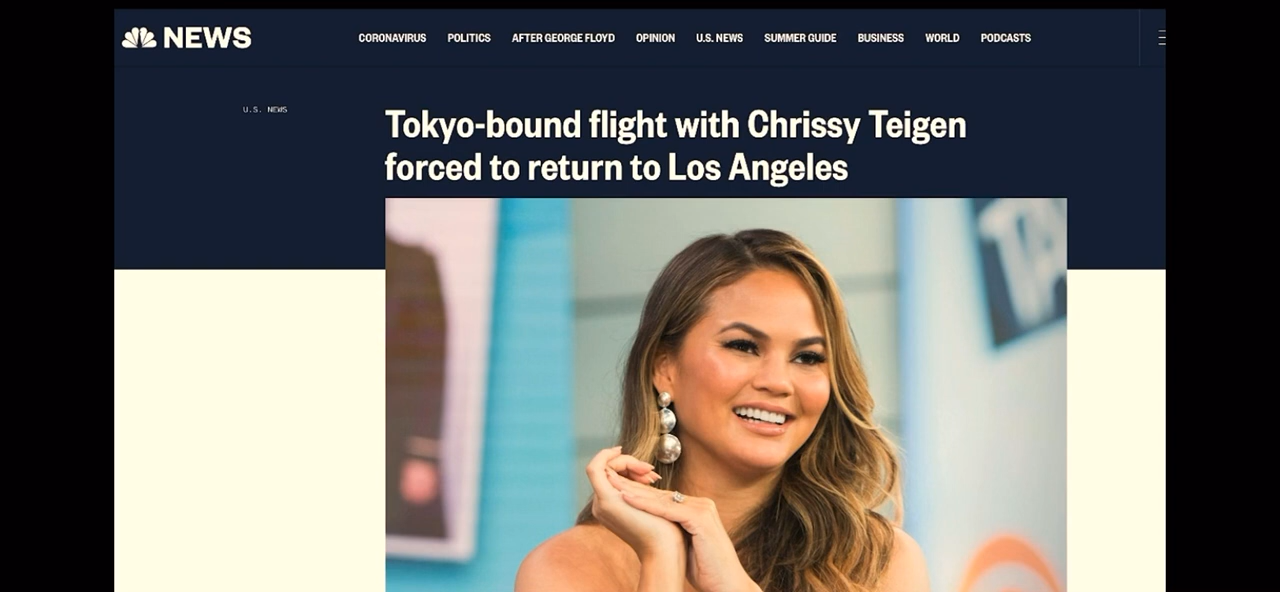 NEWS
CORONAVIRUS POLITICS AFTER GEORGE FLOYD OPINION U.S. NEWS SUMMER GUIDE BUSINESS WORLD PODCASTS
U.S. NEWS
Tokyo-bound flight with Chrissy Teigen
forced to return to Los Angeles